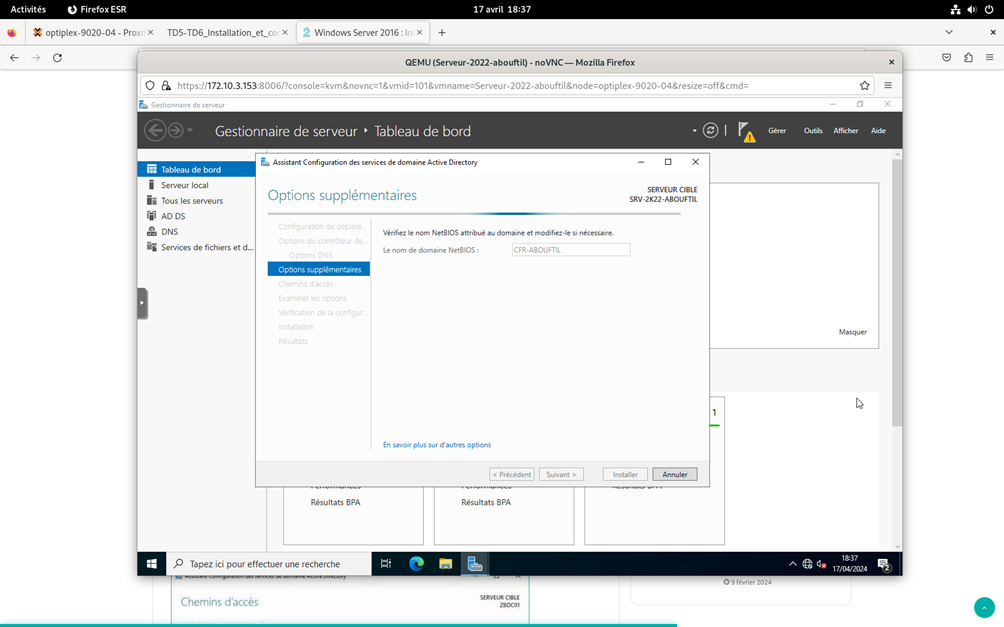 Activités
Firefox ESR
17 avril 18:37
optiplex-9020-04 - Proxm
TD5-TD6_Installation_et_co
Windows Server 2016 : In
QEMU (Serveur-2022-abouftil) - noVNC — Mozilla Firefox
https://172.10.3.153:8006/?console=kvm&novnc=1&vmid=101&vmname=Serveur-2022-abouftil&node=optiplex-9020-04&resize=off&cmd=
Gestionnaire de serveur
Gestionnaire de serveur ‣ Tableau de bord
Gérer
Outils
Afficher
Aide
Tableau de bord
Serveur local
Tous les serveurs
AD DS
DNS
Services de fichiers et d...
Assistant Configuration des services de domaine Active Directory
Options supplémentaires
SERVEUR CIBLE
SRV-2K22-ABOUFTIL
Configuration de déploie...
Options du contrôleur de...
Options DNS
Options supplémentaires
Chemins d'accès
Examiner les options
Vérification de la configur...
Installation
Résultats
Vérifiez le nom NetBIOS attribué au domaine et modifiez-le si nécessaire.
Le nom de domaine NetBIOS :
CFR-ABOUFTIL
En savoir plus sur d'autres options
< Précédent
Suivant >
Installer
Annuler
Masquer
1
Performances
Résultats BPA
Performances
Résultats BPA
Résultats BPA
Tapez ici pour effectuer une recherche
18:37
17/04/2024
2
Assistant Configuration des services de domaine Active Directory
Chemins d'accès
SERVEUR CIBLE
ZBDC01
9 février 2024